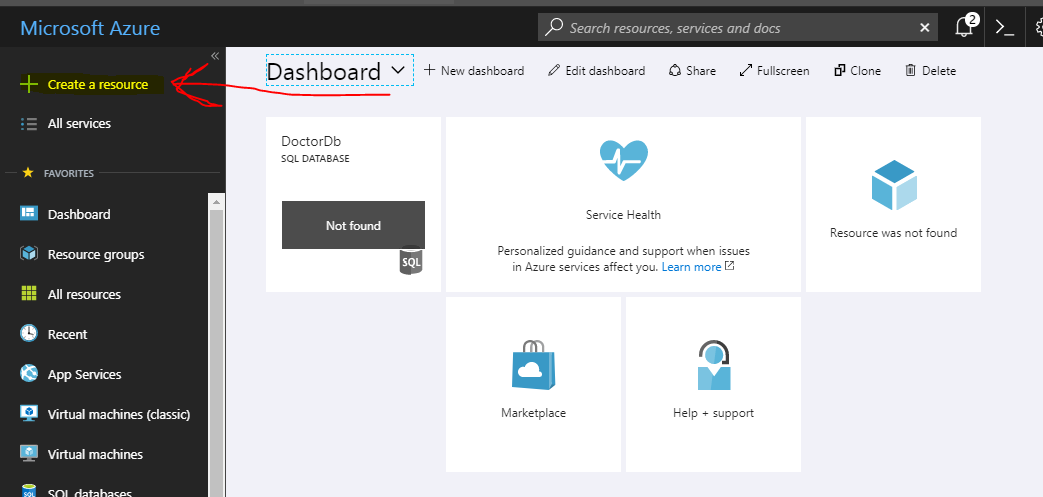 Microsoft Azure
Search resources, services and docs
2
Create a resource
All services
FAVORITES
Dashboard
Resource groups
All resources
Recent
App Services
Virtual machines (classic)
Virtual machines
SQL databases
Dashboard
New dashboard
Edit dashboard
Share
Fullscreen
Clone
Delete
DoctorDb
SQL DATABASE
Not found
SQL
Service Health
Personalized guidance and support when issues
in Azure services affect you. Learn more
Resource was not found
Marketplace
Help + support